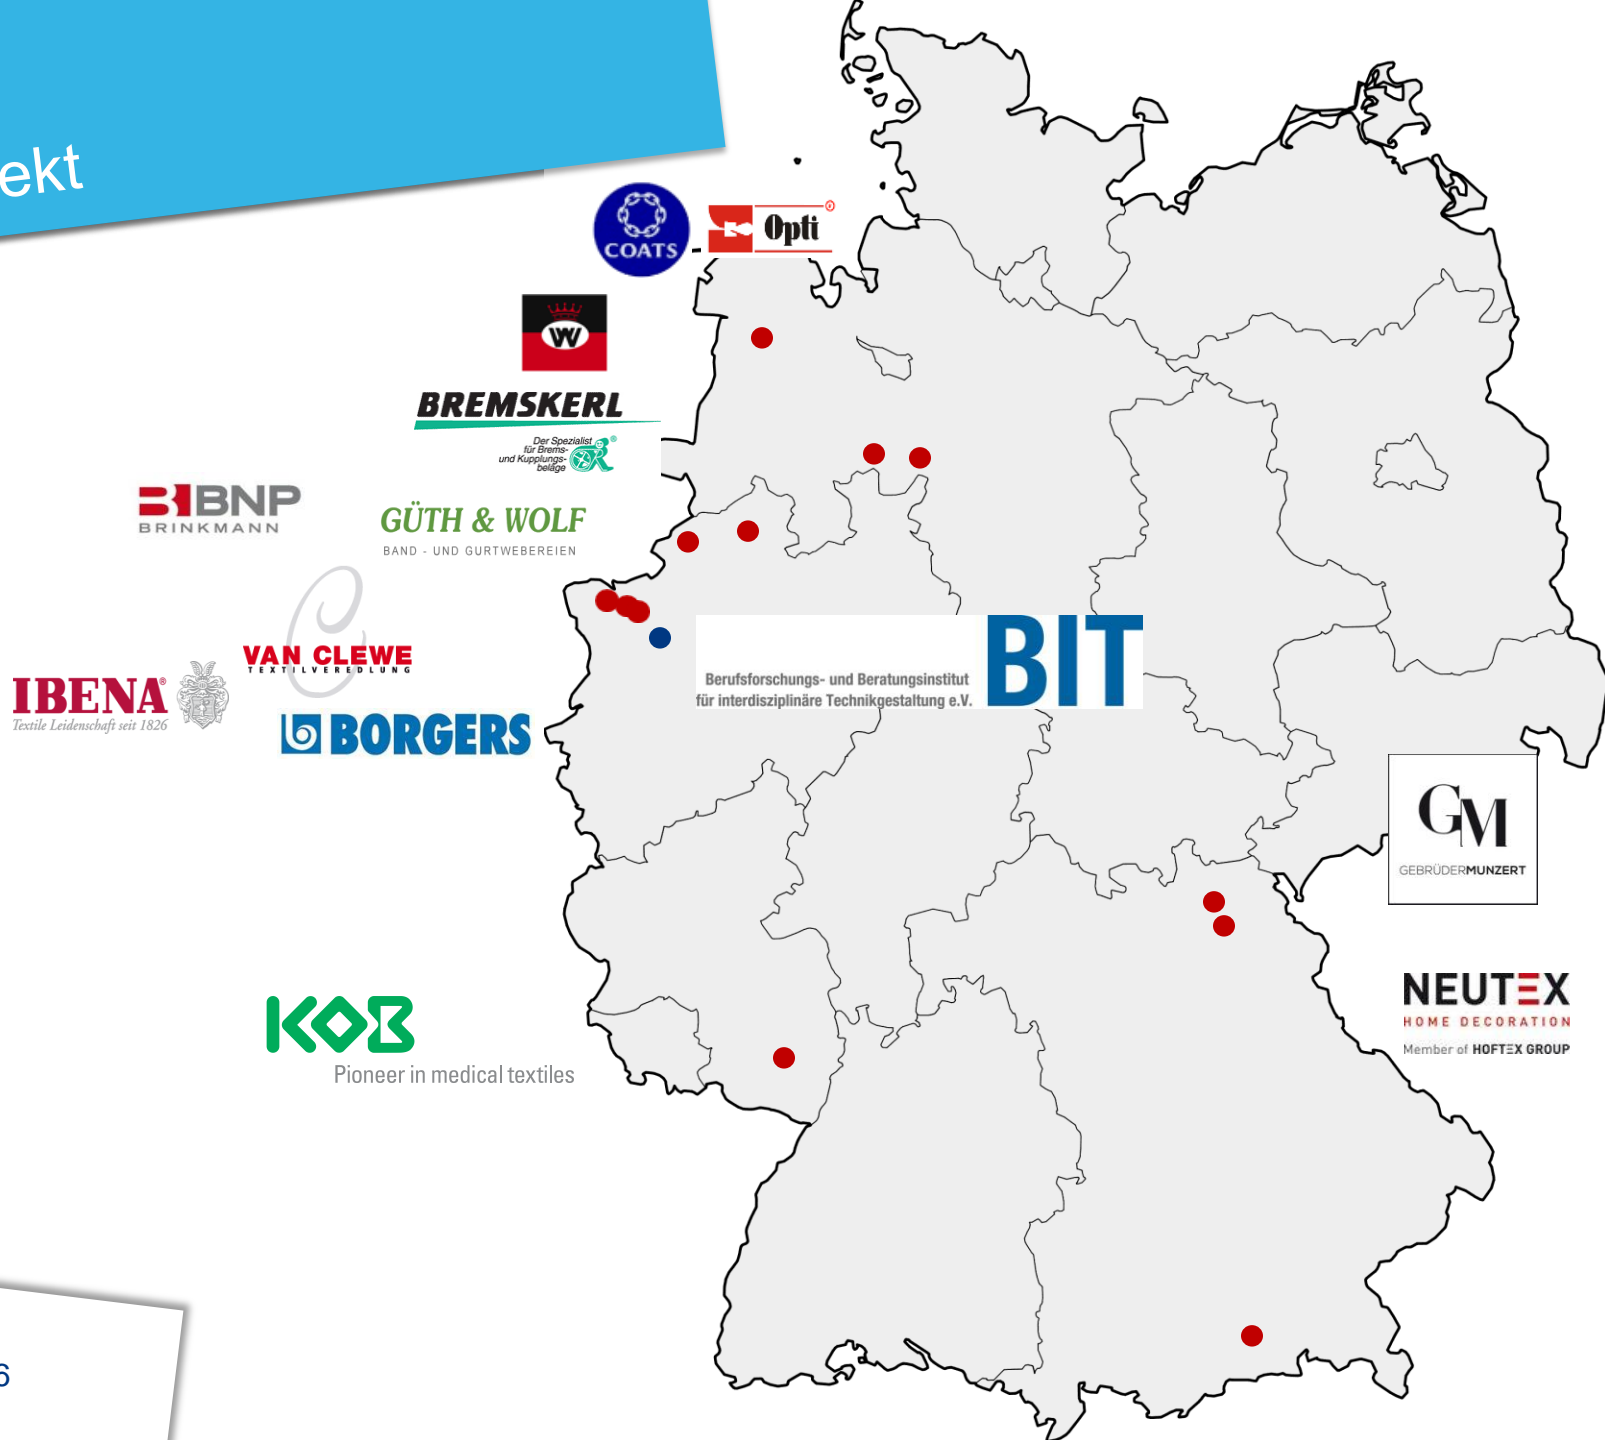 ekt
COATS
Opti
®
W
BREMSKERL
Der Spezialist
für Brems-
und Kupplungs-
beläge
®
BNP
BRINKMANN
GÜTH & WOLF
BAND - UND GURTWEBEREIEN
C
VAN CLEWE
TEXTILVEREDLUNG
IBENA®
Textile Leidenschaft seit 1826
BORGERS
Berufsforschungs- und Beratungsinstitut
für interdisziplinäre Technikgestaltung e.V.
BIT
GM
GEBRÜDERMUNZERT
NEUTEX
HOME DECORATION
Member of HOFTEX GROUP
KOB
Pioneer in medical textiles
6